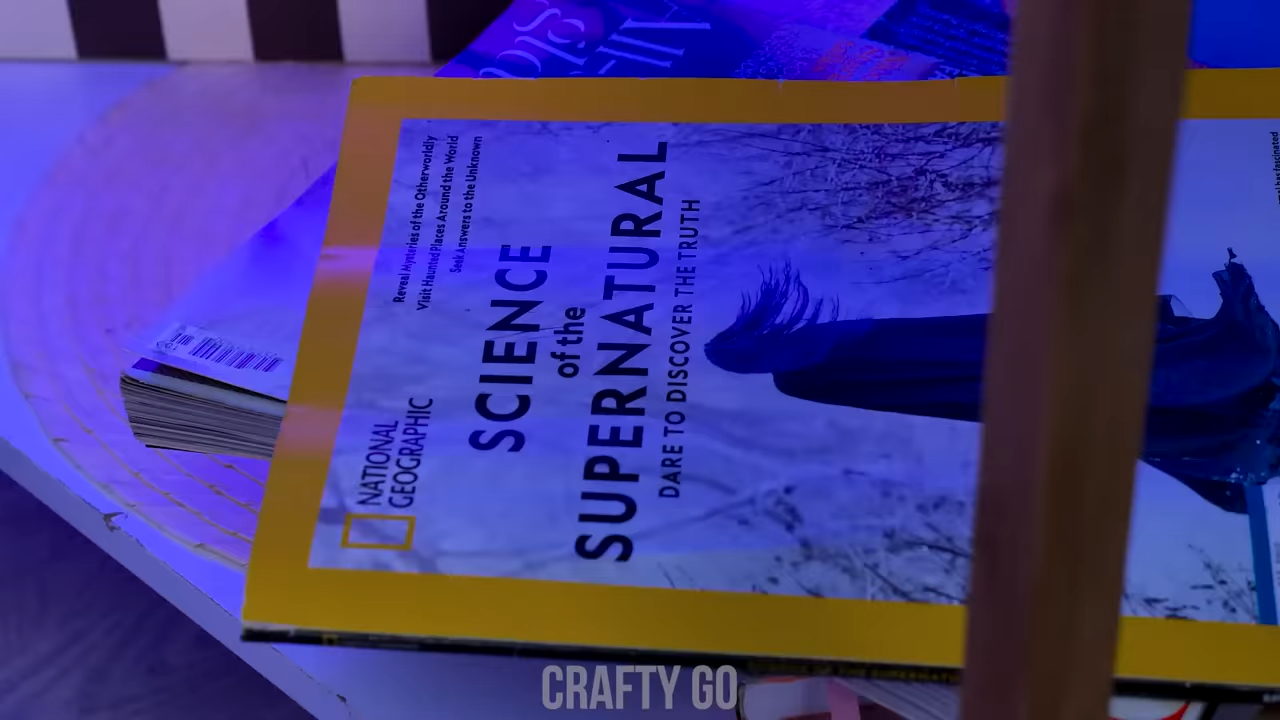 NATIONAL
GEOGRAPHIC
Reveal Mysteries of the Otherworldly
Visit Haunted Places Around the World
Seek Answers to the Unknown
SCIENCE
of the
SUPERNATURAL
DARE TO DISCOVER THE TRUTH
CRAFTY GO